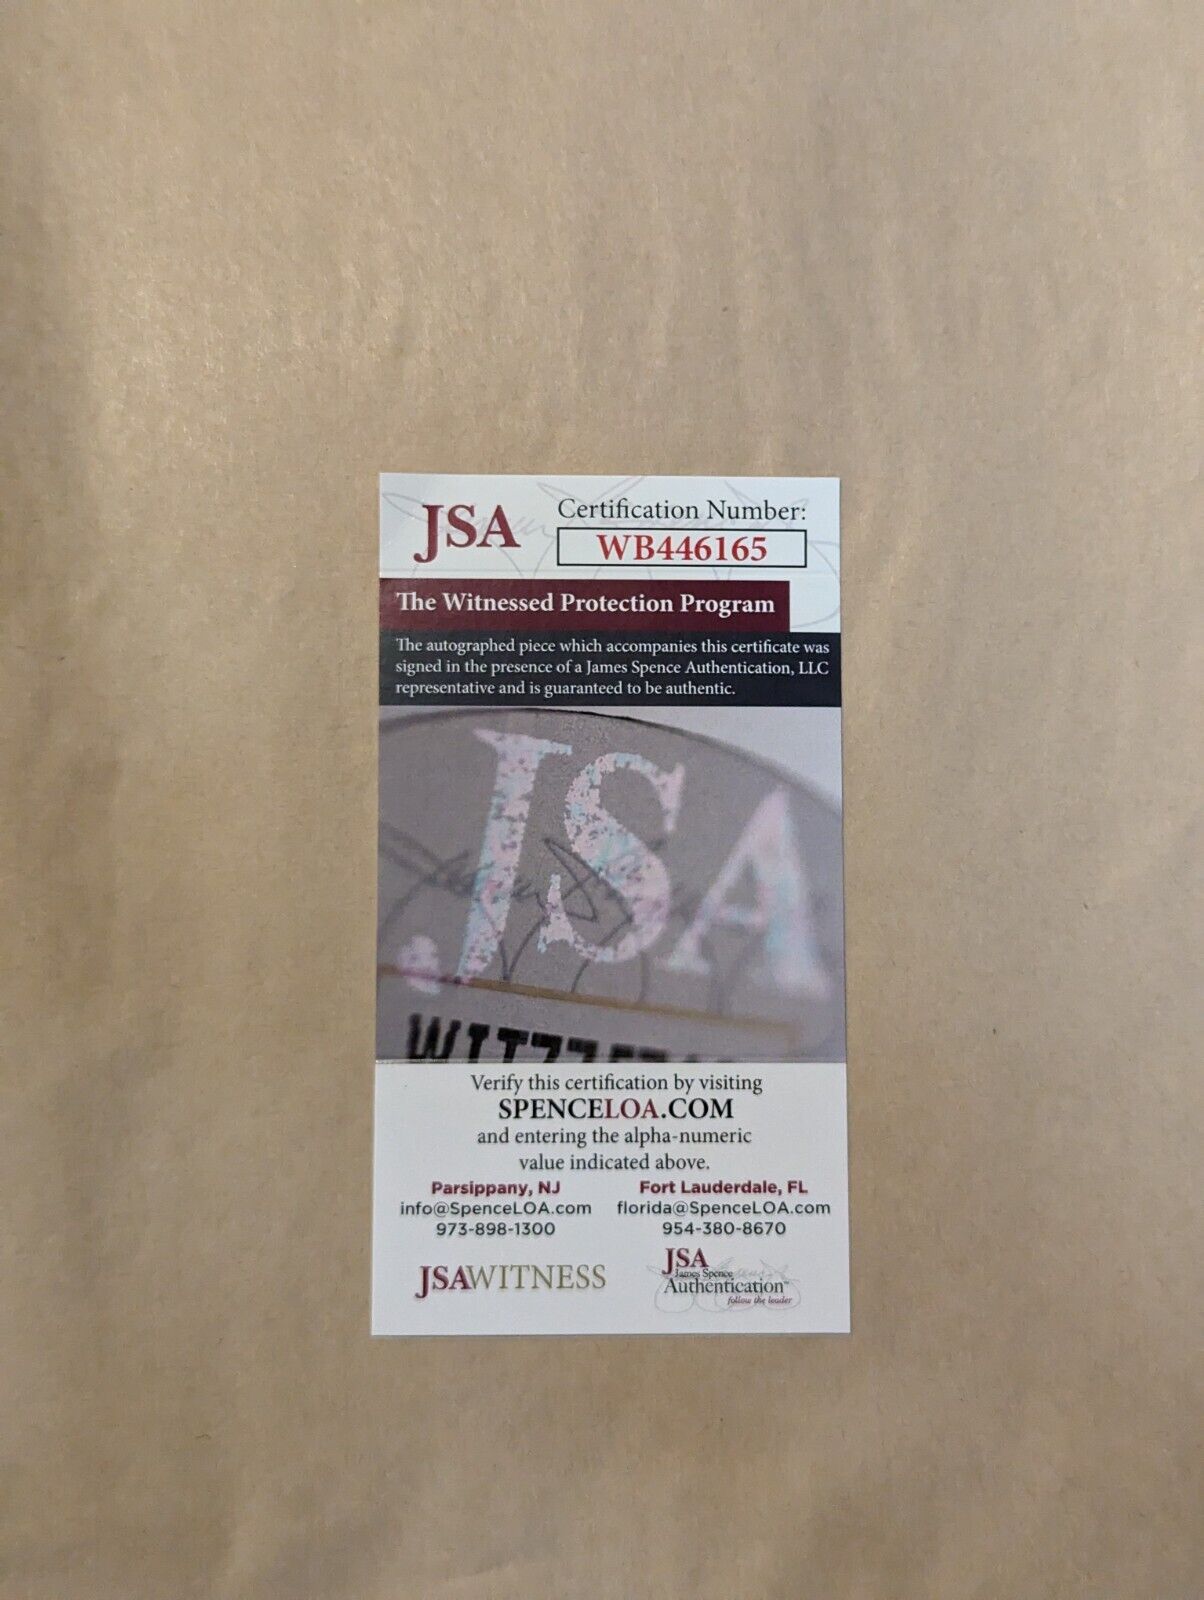 JSA
Certification Number:
WB446165
The Witnessed Protection Program
The autographed piece which accompanies this certificate was
signed in the presence of a James Spence Authentication, LLC
representative and is guaranteed to be authentic.
JSA
Verify this certification by visiting
SPENCELOA.COM
and entering the alpha-numeric
value indicated above.
Parsippany, NJ
info@SpenceLOA.com
973-898-1300
Fort Lauderdale, FL
florida@SpenceLOA.com
954-380-8670
JSAWITNESS
JSA
James Spence
Authentication™
follow the leader